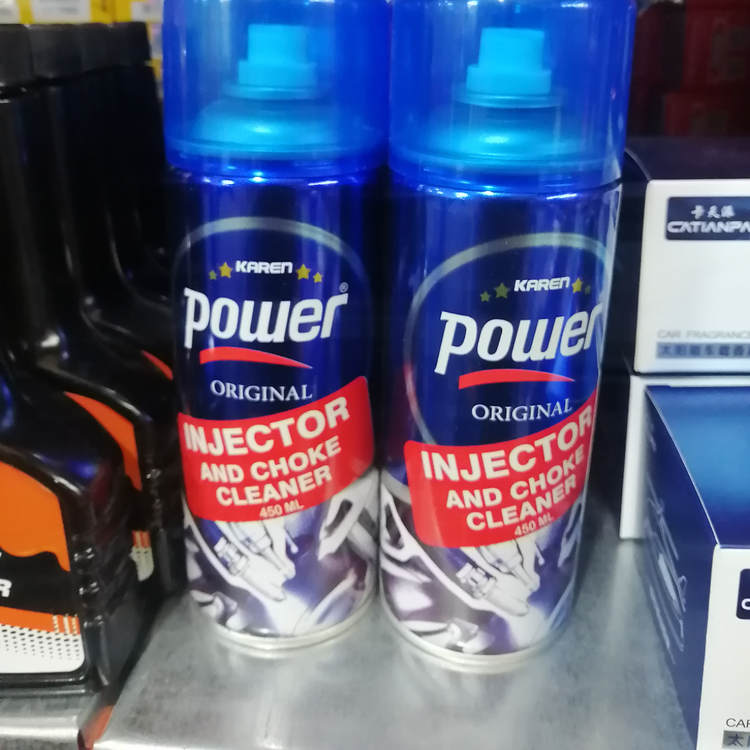 KAREN
power®
ORIGINAL
INJECTOR
AND CHOKE
CLEANER
450 ML
KAREN
power
ORIGINAL
INJECTOR
AND CHOKE
CLEANER
450 ML
CATIANPA
CAR FRAGRANCE
R
CAR